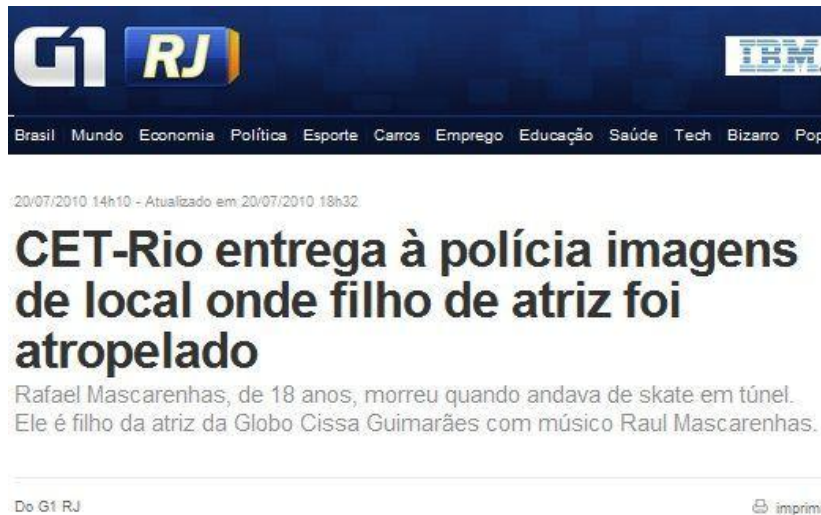 G1 RJ IBM
Brasil Mundo Economia Política Esporte Carros Emprego Educação Saúde Tech Bizarro Pop
20/07/2010 14h10 - Atualizado em 20/07/2010 18h32
CET-Rio entrega à polícia imagens
de local onde filho de atriz foi
atropelado
Rafael Mascarenhas, de 18 anos, morreu quando andava de skate em túnel.
Ele é filho da atriz da Globo Cissa Guimarães com músico Raul Mascarenhas.
Do G1 RJ imprim